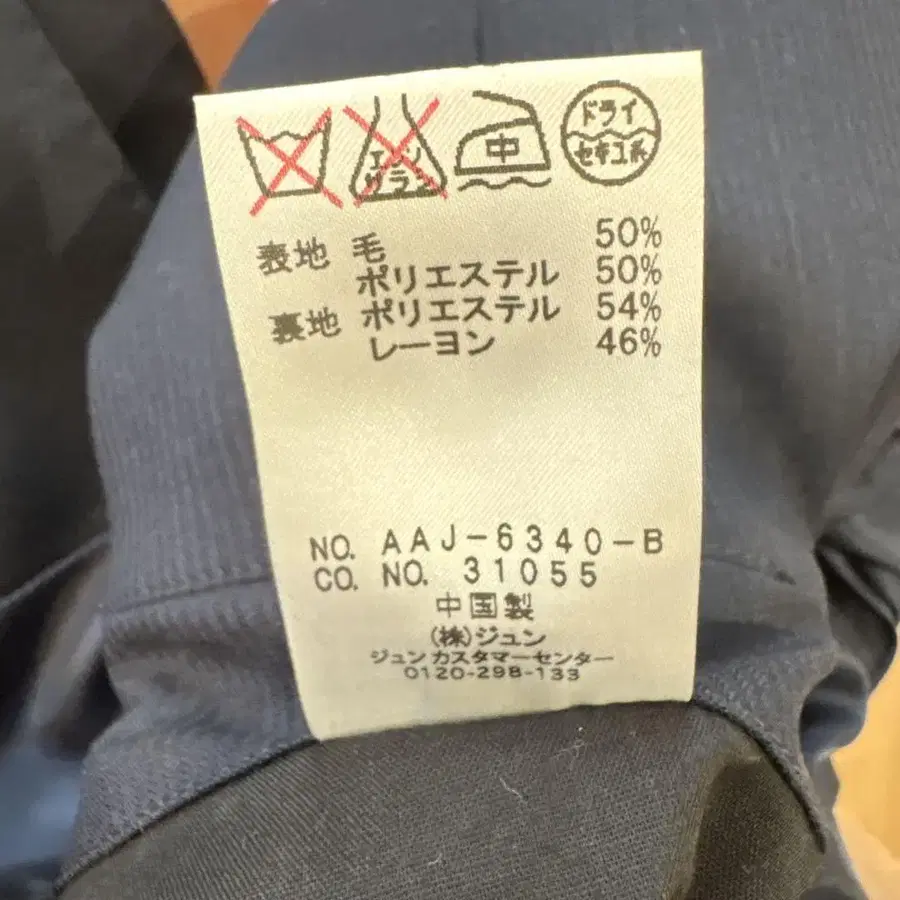 エンソ
サラシ
中
ドライ
セキユ系
表地 毛 50%
ポリエステル 50%
裏地 ポリエステル 54%
レーヨン 46%
NO. AAJ-6340-B
CO. NO. 31055
中国製
(株)ジュン
ジュンカスタマーセンター
0120-298-133